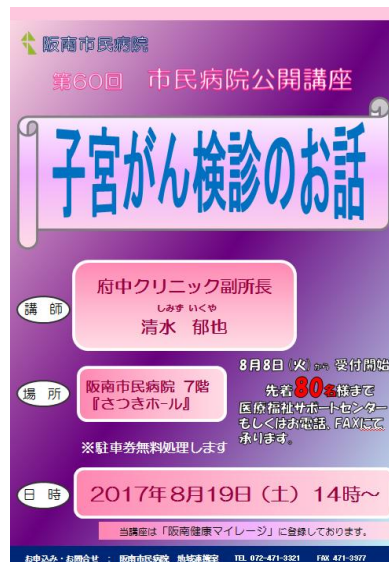 阪南市民病院
第60回 市民病院公開講座
子宮がん検診のお話
講師
府中クリニック副所長
しみず いくや
清水 郁也
8月8日(火)から 受付開始
先着80名様まで
医療福祉サポートセンター
もしくはお電話、FAXにて
承ります。
場所
阪南市民病院 7階
『さつきホール』
※駐車券無料処理します
日時
2017年8月19日(土) 14時~
当講座は「阪南健康マイレージ」に登録しております。
お申込み・お問合せ : 阪南市民病院 地域連携室 TEL 072-471-3321 FAX 471-3977